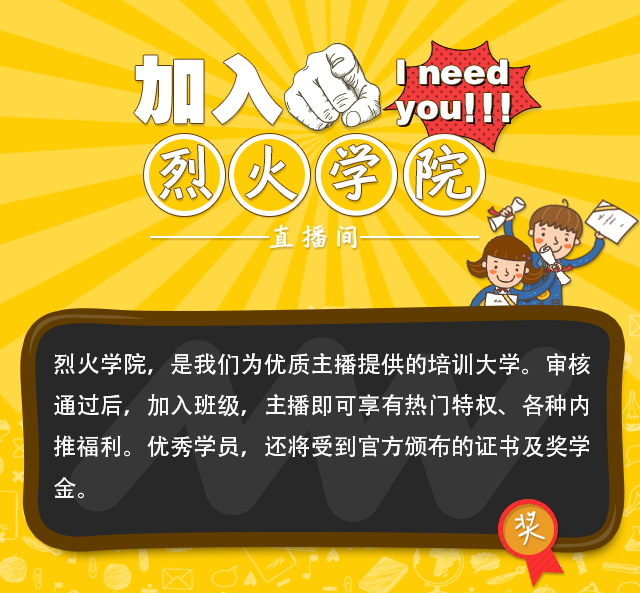 加入
I need
you!!!
烈火学院
直播间
烈火学院，是我们为优质主播提供的培训大学。审核
通过后，加入班级，主播即可享有热门特权、各种内
推福利。优秀学员，还将受到官方颁布的证书及奖学
金。
奖